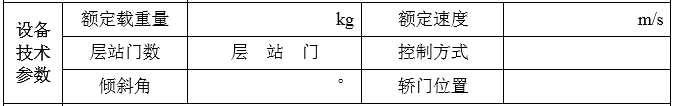 设备
技术
参数
额定载重量 kg 额定速度 m/s
层站门数 层 站 门 控制方式
倾斜角 ° 轿门位置